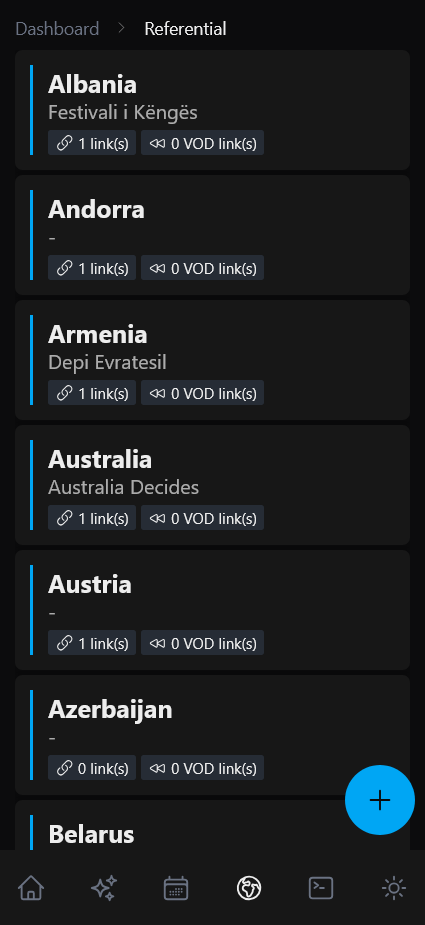 Dashboard > Referential
Albania
Festivali i Këngës
1 link(s) 0 VOD link(s)
Andorra
-
1 link(s) 0 VOD link(s)
Armenia
Depi Evratesil
1 link(s) 0 VOD link(s)
Australia
Australia Decides
1 link(s) 0 VOD link(s)
Austria
-
1 link(s) 0 VOD link(s)
Azerbaijan
-
0 link(s) 0 VOD link(s)
Belarus